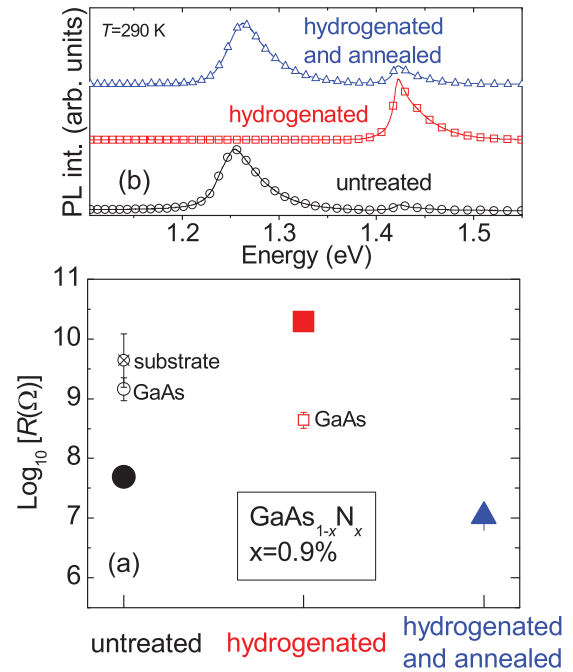 T=290 K
hydrogenated
and annealed
hydrogenated
(b)
untreated
PL int. (arb. units)
1.2 1.3 1.4 1.5
Energy (eV)
11
10
9
8
7
6
Log10 [R(Ω)]
substrate
GaAs
GaAs
GaAs1-xNx
x=0.9%
(a)
untreated hydrogenated hydrogenated
and annealed